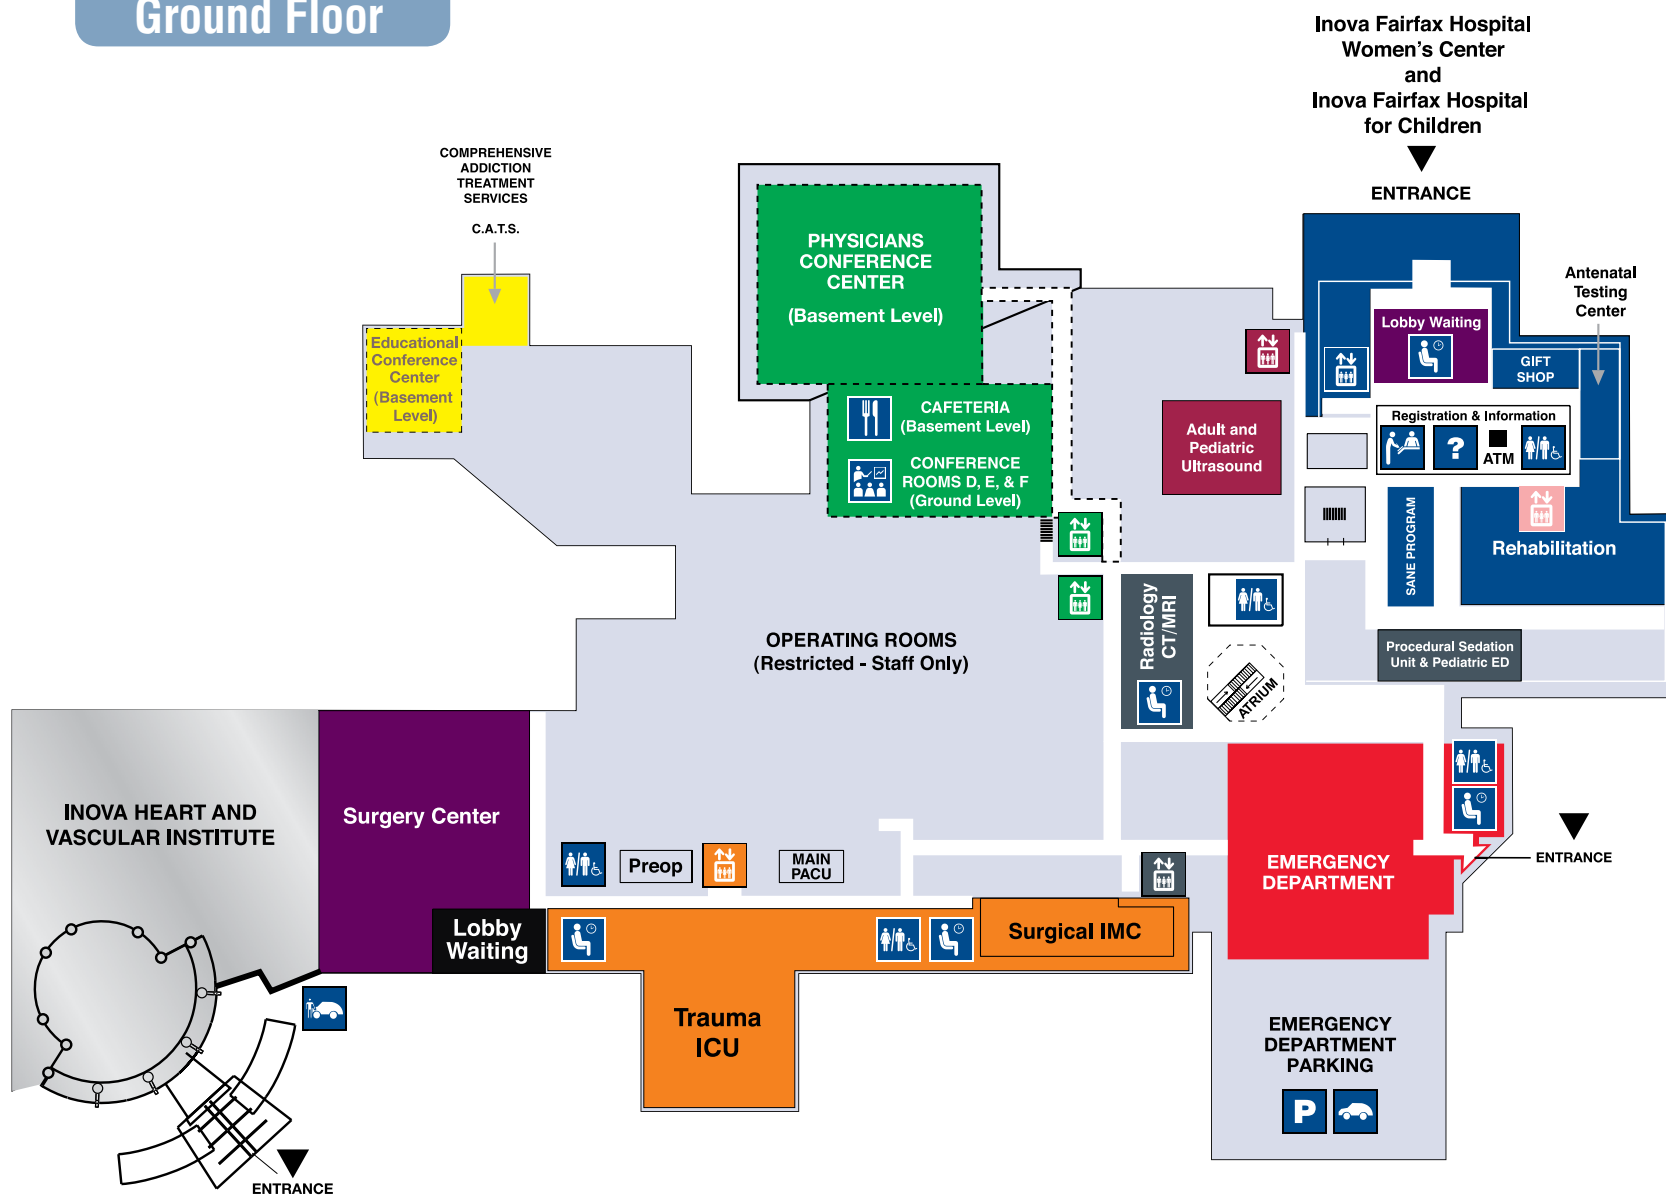 Ground Floor
Inova Fairfax Hospital
Women's Center
and
Inova Fairfax Hospital
for Children
ENTRANCE
COMPREHENSIVE
ADDICTION
TREATMENT
SERVICES
C.A.T.S.
PHYSICIANS
CONFERENCE
CENTER
(Basement Level)
Antenatal
Testing
Center
Educational
Conference
Center
(Basement
Level)
Lobby Waiting
GIFT
SHOP
CAFETERIA
(Basement Level)
CONFERENCE
ROOMS D, E, & F
(Ground Level)
Adult and
Pediatric
Ultrasound
Registration & Information
?
ATM
SANE PROGRAM
Rehabilitation
Radiology
CT/MRI
OPERATING ROOMS
(Restricted - Staff Only)
ATRIUM
Procedural Sedation
Unit & Pediatric ED
INOVA HEART AND
VASCULAR INSTITUTE
Surgery Center
Preop
MAIN
PACU
EMERGENCY
DEPARTMENT
ENTRANCE
Lobby
Waiting
Surgical IMC
Trauma
ICU
EMERGENCY
DEPARTMENT
PARKING
P
ENTRANCE